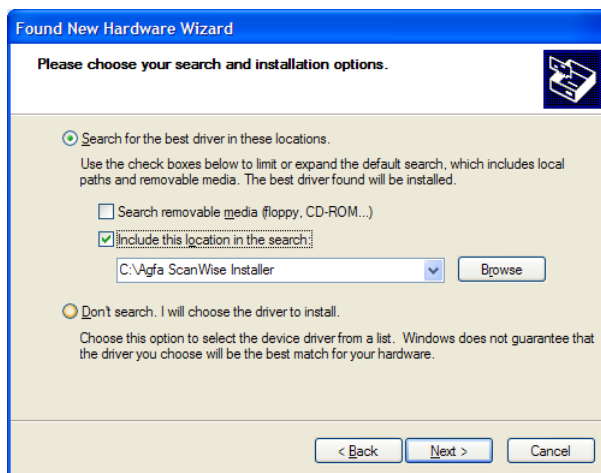 Found New Hardware Wizard
Please choose your search and installation options.
Search for the best driver in these locations.
Use the check boxes below to limit or expand the default search, which includes local
paths and removable media. The best driver found will be installed.
Search removable media (floppy, CD-ROM...)
Include this location in the search:
C:\Agfa ScanWise Installer
Browse
Don't search. I will choose the driver to install.
Choose this option to select the device driver from a list. Windows does not guarantee that
the driver you choose will be the best match for your hardware.
< Back Next > Cancel